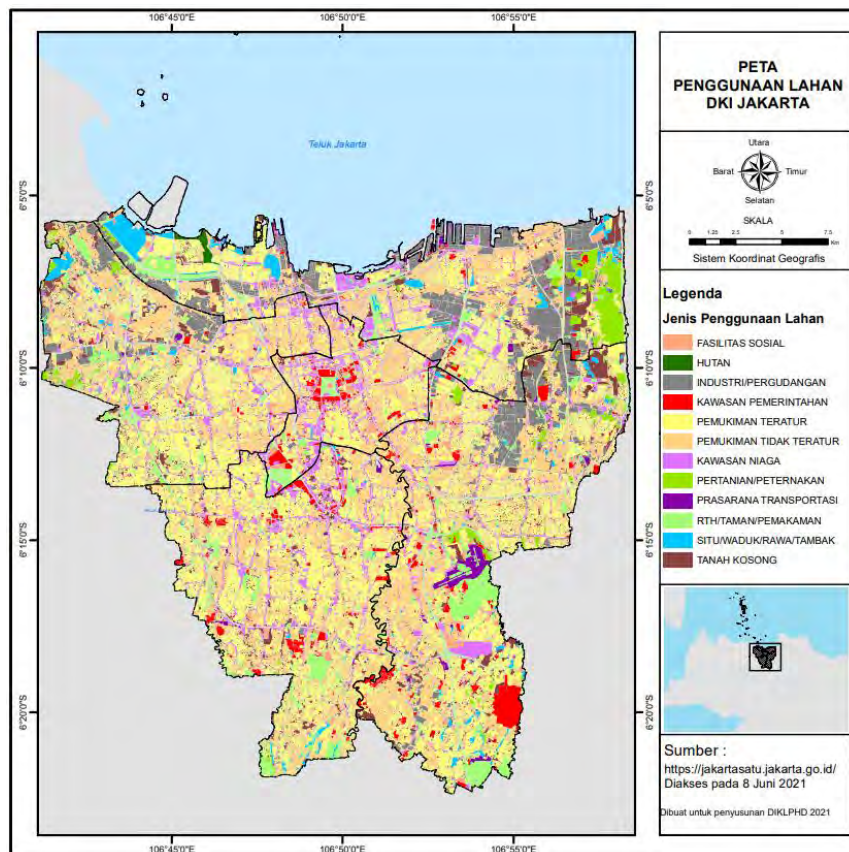 106°45'0"E
106°50'0"E
106°55'0"E
6°5'0"S
6°10'0"S
6°15'0"S
6°20'0"S
Teluk Jakarta
106°45'0"E
106°50'0"E
106°55'0"E
6°5'0"S
6°10'0"S
6°15'0"S
6°20'0"S
PETA
PENGGUNAAN LAHAN
DKI JAKARTA
Utara
Barat
Timur
Selatan
SKALA
0 1.25 2.5 5 7.5
Km
Sistem Koordinat Geografis
Legenda
Jenis Penggunaan Lahan
FASILITAS SOSIAL
HUTAN
INDUSTRI/PERGUDANGAN
KAWASAN PEMERINTAHAN
PEMUKIMAN TERATUR
PEMUKIMAN TIDAK TERATUR
KAWASAN NIAGA
PERTANIAN/PETERNAKAN
PRASARANA TRANSPORTASI
RTH/TAMAN/PEMAKAMAN
SITU/WADUK/RAWA/TAMBAK
TANAH KOSONG
Sumber :
https://jakartasatu.jakarta.go.id/
Diakses pada 8 Juni 2021
Dibuat untuk penyusunan DIKLPHD 2021